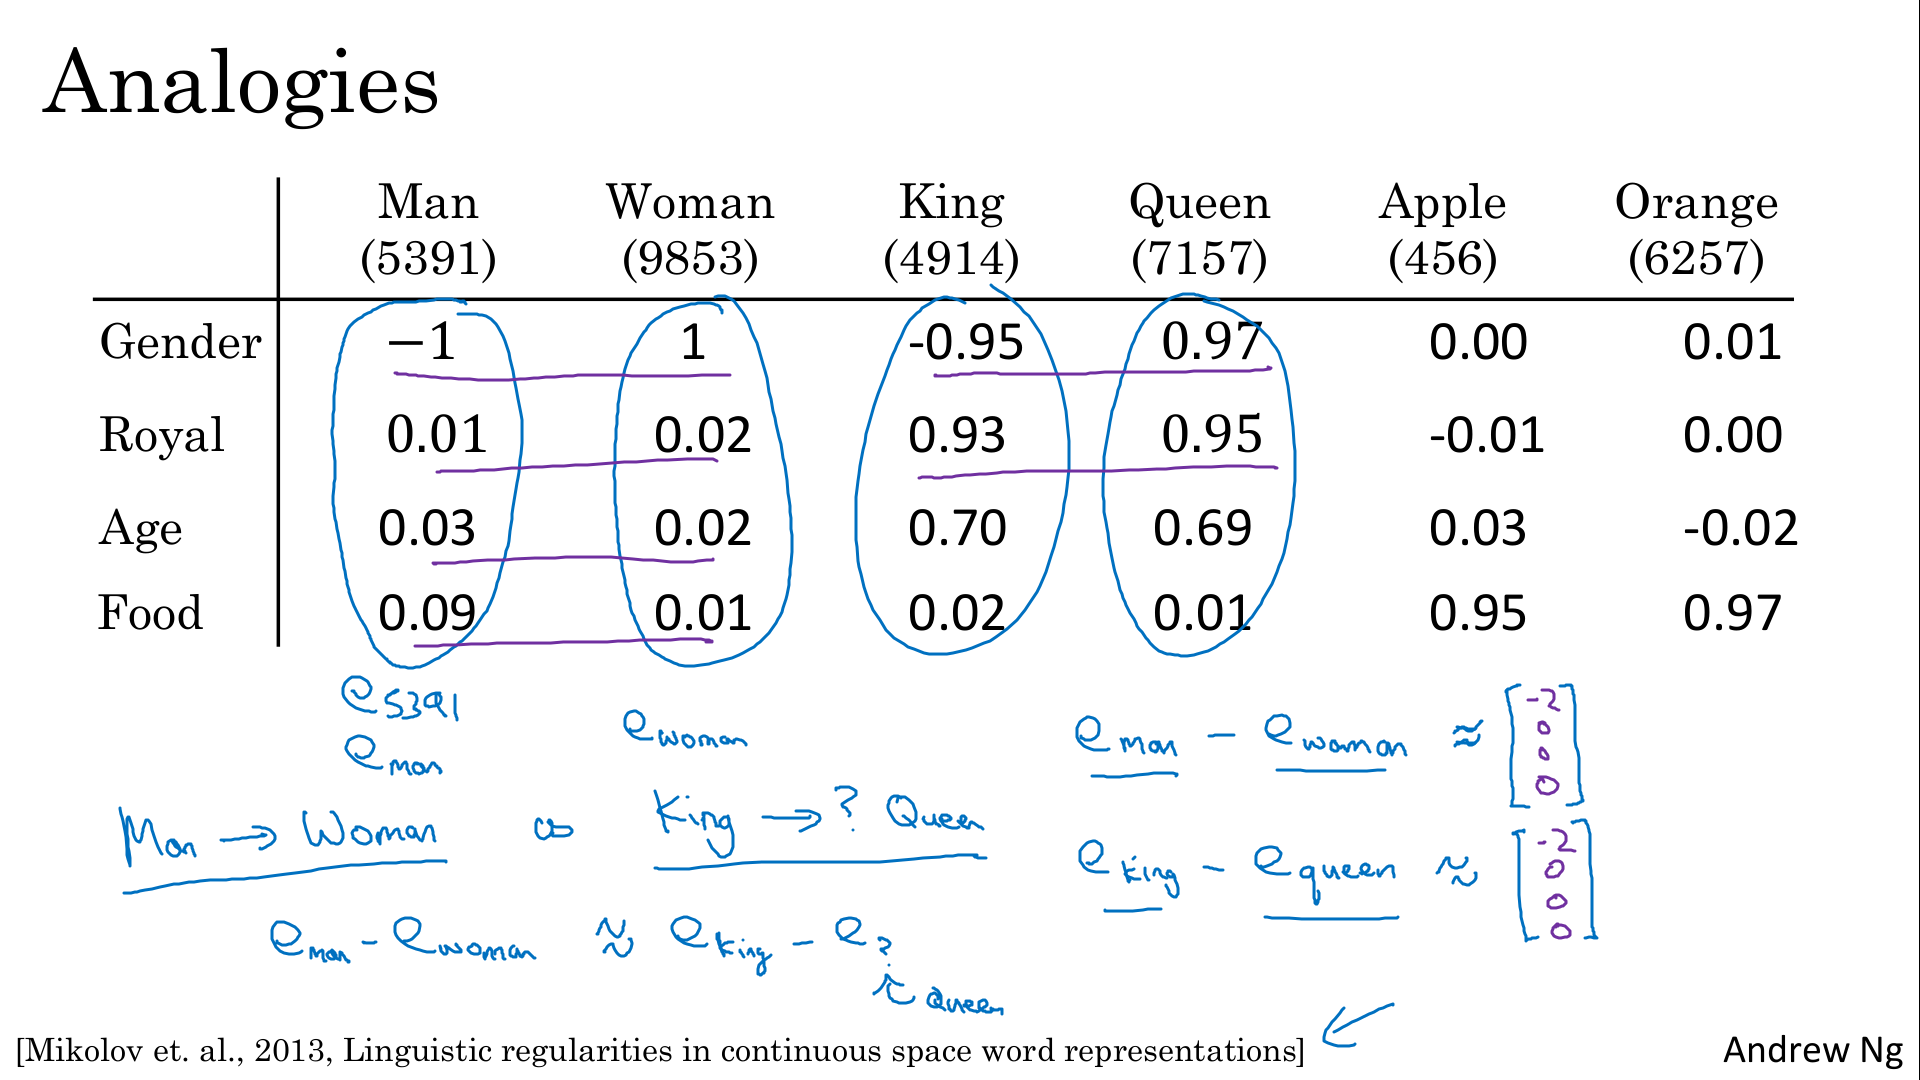 Analogies
Man Woman King Queen Apple Orange
(5391) (9853) (4914) (7157) (456) (6257)
Gender −1 1 -0.95 0.97 0.00 0.01
Royal 0.01 0.02 0.93 0.95 -0.01 0.00
Age 0.03 0.02 0.70 0.69 0.03 -0.02
Food 0.09 0.01 0.02 0.01 0.95 0.97
e5391
eman
ewoman
eman - ewoman ≈ [-2 0 0 0]
Man → Woman as King → ? Queen
eking - equeen ≈ [-2 0 0 0]
eman - ewoman ≈ eking - e?
↑ Queen
[Mikolov et. al., 2013, Linguistic regularities in continuous space word representations]
Andrew Ng